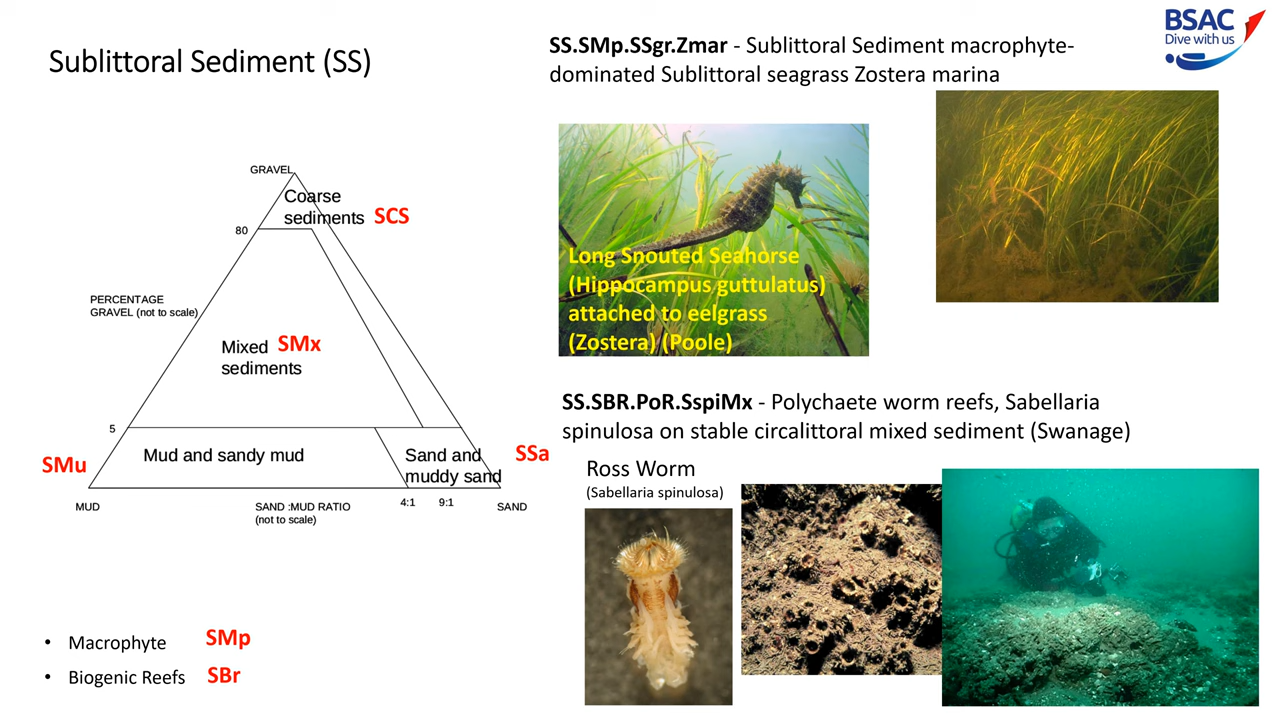 Sublittoral Sediment (SS)
BSAC
Dive with us
SS.SMp.SSgr.Zmar - Sublittoral Sediment macrophyte-
dominated Sublittoral seagrass Zostera marina
GRAVEL
Coarse
sediments SCS
80
PERCENTAGE
GRAVEL (not to scale)
Mixed SMx
sediments
5
Mud and sandy mud
Sand and
muddy sand
SMu
SSa
MUD
SAND :MUD RATIO
(not to scale)
4:1
9:1
SAND
• Macrophyte SMp
• Biogenic Reefs SBr
Long Snouted Seahorse
(Hippocampus guttulatus)
attached to eelgrass
(Zostera) (Poole)
SS.SBR.PoR.SspiMx - Polychaete worm reefs, Sabellaria
spinulosa on stable circalittoral mixed sediment (Swanage)
Ross Worm
(Sabellaria spinulosa)